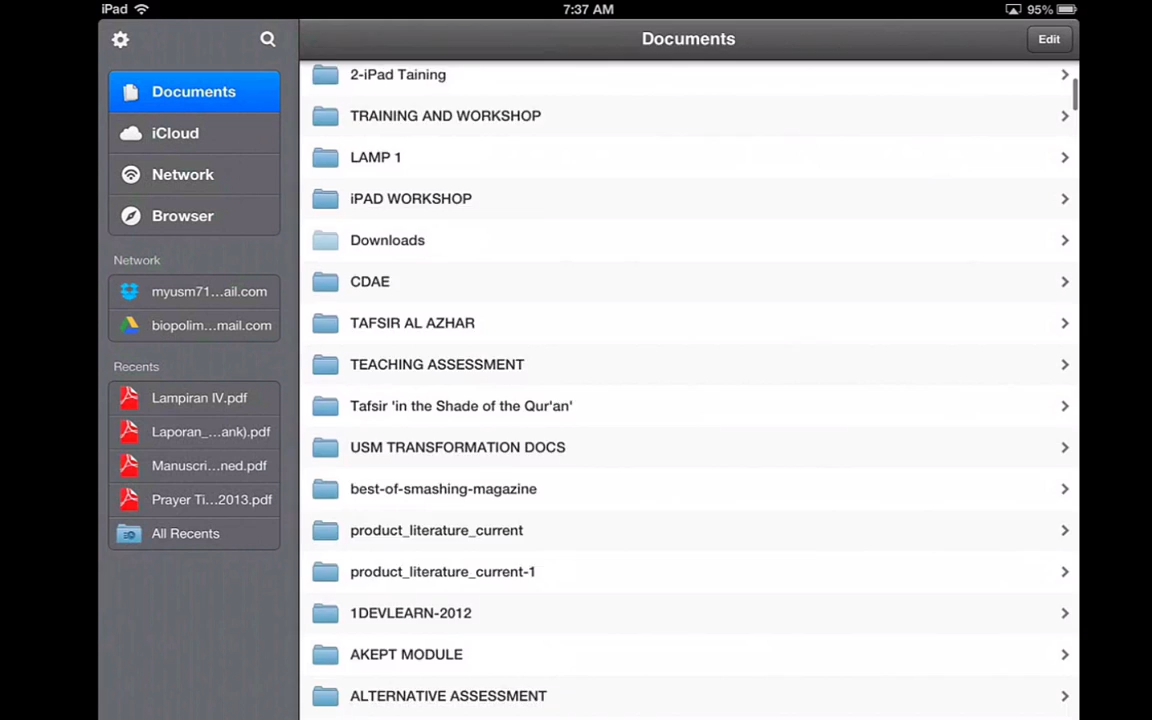 iPad
7:37 AM
95%
Documents
Edit
Documents
iCloud
Network
Browser
Network
myusm71...ail.com
biopolim...mail.com
Recents
Lampiran IV.pdf
Laporan_...ank).pdf
Manuscri...ned.pdf
Prayer Ti...2013.pdf
All Recents
2-iPad Taining
TRAINING AND WORKSHOP
LAMP 1
iPAD WORKSHOP
Downloads
CDAE
TAFSIR AL AZHAR
TEACHING ASSESSMENT
Tafsir 'in the Shade of the Qur'an'
USM TRANSFORMATION DOCS
best-of-smashing-magazine
product_literature_current
product_literature_current-1
1DEVLEARN-2012
AKEPT MODULE
ALTERNATIVE ASSESSMENT